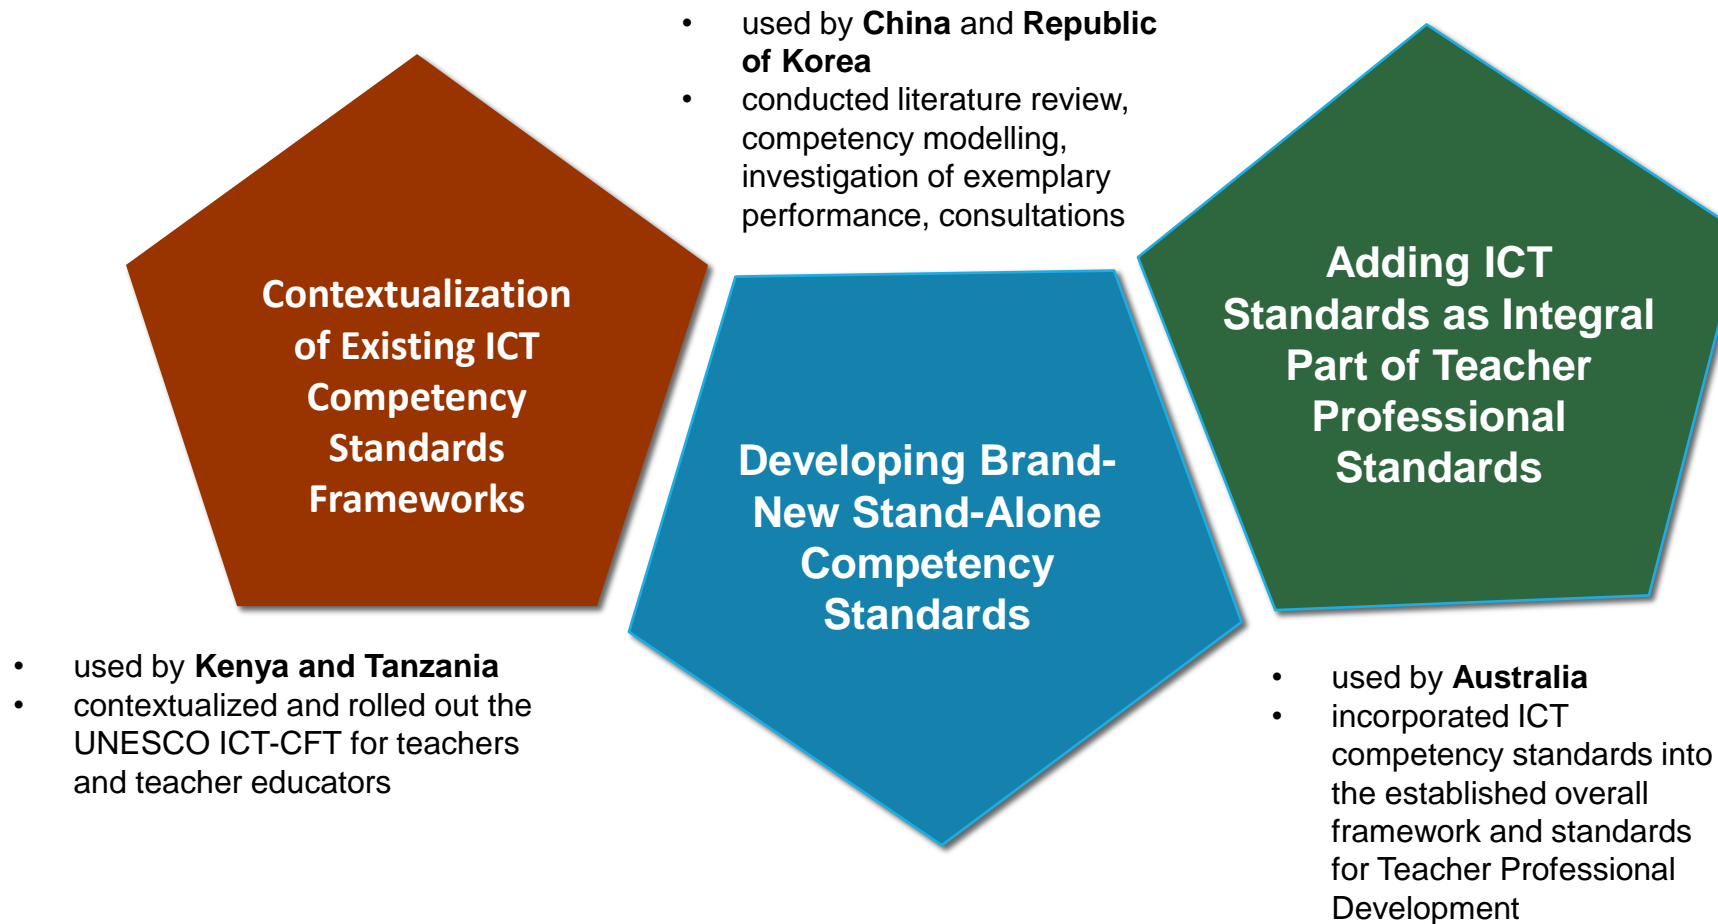 • used by China and Republic
of Korea
• conducted literature review,
competency modelling,
investigation of exemplary
performance, consultations
Contextualization
of Existing ICT
Competency
Standards
Frameworks
Developing Brand-
New Stand-Alone
Competency
Standards
Adding ICT
Standards as Integral
Part of Teacher
Professional
Standards
• used by Kenya and Tanzania
• contextualized and rolled out the
UNESCO ICT-CFT for teachers
and teacher educators
• used by Australia
• incorporated ICT
competency standards into
the established overall
framework and standards
for Teacher Professional
Development